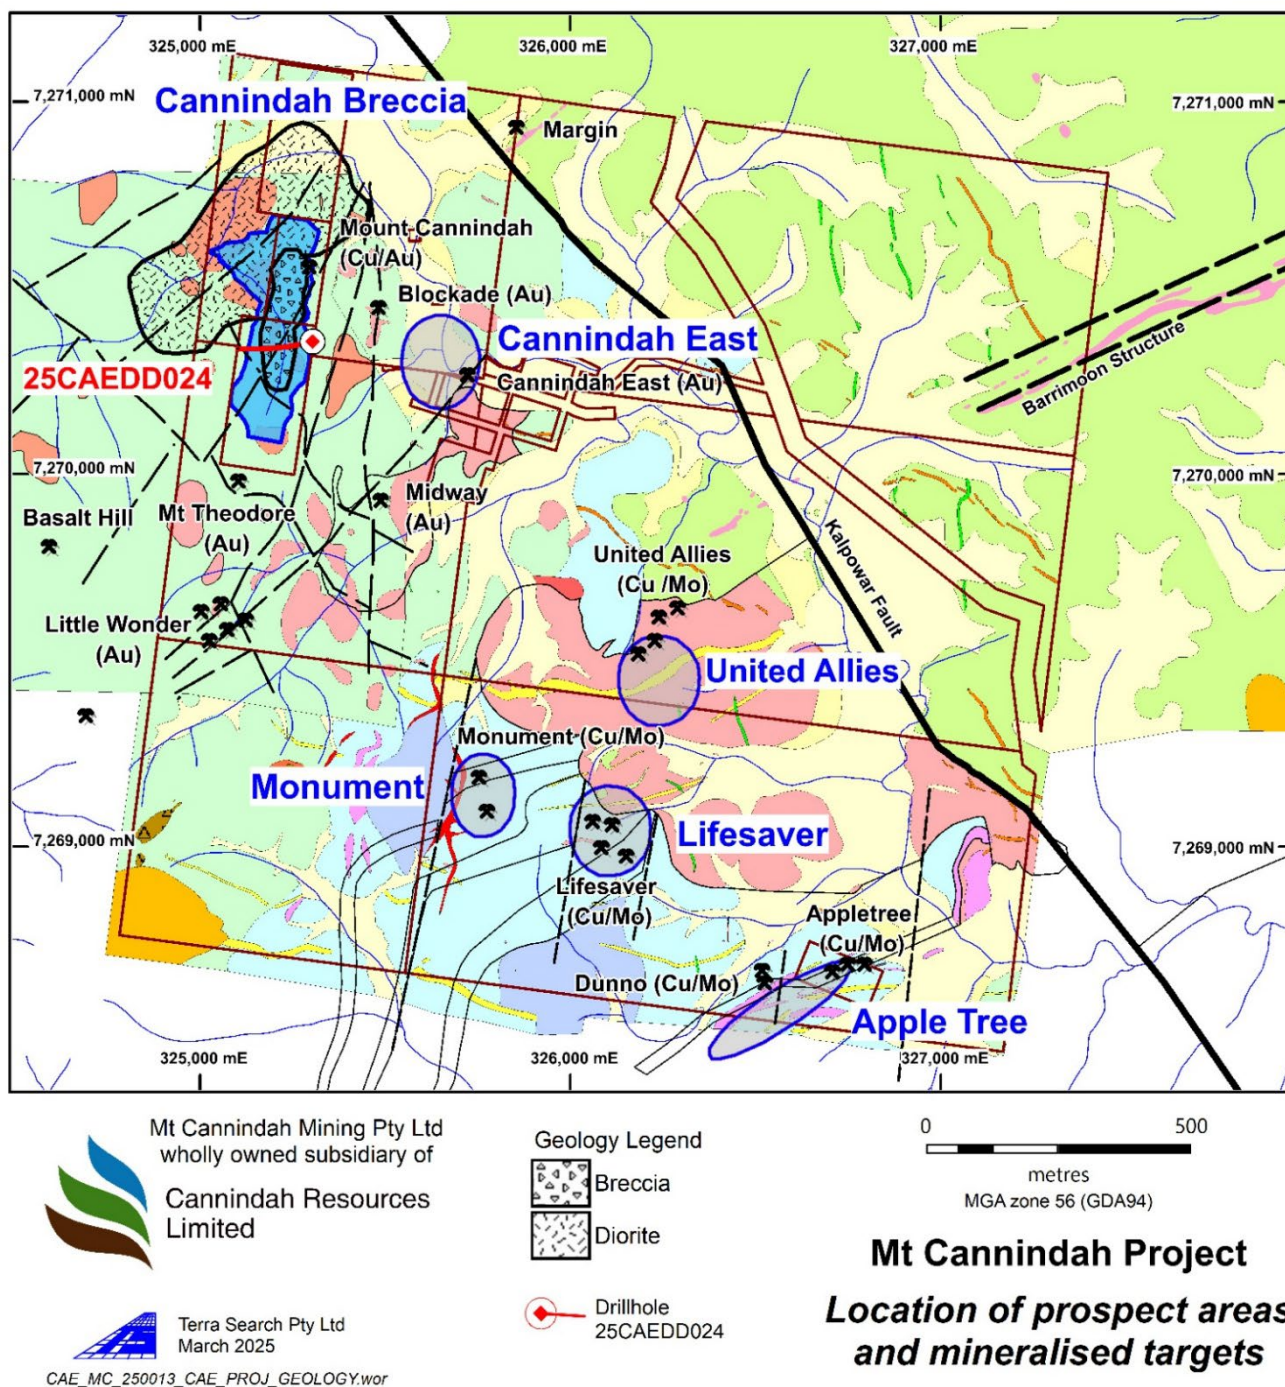 325,000 mE
326,000 mE
327,000 mE
7,271,000 mN
7,271,000 mN
Cannindah Breccia
Margin
Mount Cannindah
(Cu/Au)
Blockade (Au)
Cannindah East
25CAEDD024
Cannindah East (Au)
Barrimoon Structure
7,270,000 mN
7,270,000 mN
Basalt Hill
Mt Theodore
(Au)
Midway
(Au)
Kalpowar Fault
United Allies
(Cu /Mo)
Little Wonder
(Au)
United Allies
Monument (Cu/Mo)
Monument
Lifesaver
7,269,000 mN
7,269,000 mN
Lifesaver
(Cu/Mo)
Appletree
(Cu/Mo)
Dunno (Cu/Mo)
Apple Tree
325,000 mE
326,000 mE
327,000 mE
Mt Cannindah Mining Pty Ltd
wholly owned subsidiary of
Cannindah Resources
Limited
Terra Search Pty Ltd
March 2025
CAE_MC_250013_CAE_PROJ_GEOLOGY.wor
Geology Legend
Breccia
Diorite
Drillhole
25CAEDD024
0 500
metres
MGA zone 56 (GDA94)
Mt Cannindah Project
Location of prospect areas
and mineralised targets